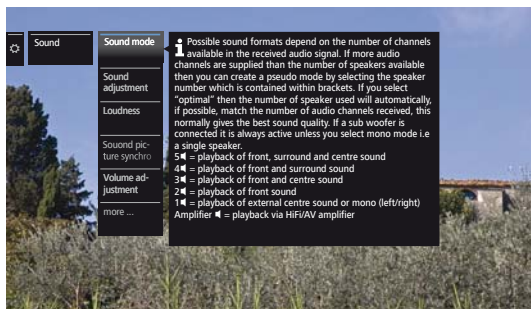 Sound
Sound mode
Sound
adjustment
Loudness
Souond pic-
ture synchro
Volume ad-
justment
more ...
Possible sound formats depend on the number of channels
available in the received audio signal. If more audio
channels are supplied than the number of speakers available
then you can create a pseudo mode by selecting the speaker
number which is contained within brackets. If you select
“optimal” then the number of speaker used will automatically,
if possible, match the number of audio channels received, this
normally gives the best sound quality. If a sub woofer is
connected it is always active unless you select mono mode i.e
a single speaker.
5 = playback of front, surround and centre sound
4 = playback of front and surround sound
3 = playback of front and centre sound
2 = playback of front sound
1 = playback of external centre sound or mono (left/right)
Amplifier = playback via HiFi/AV amplifier